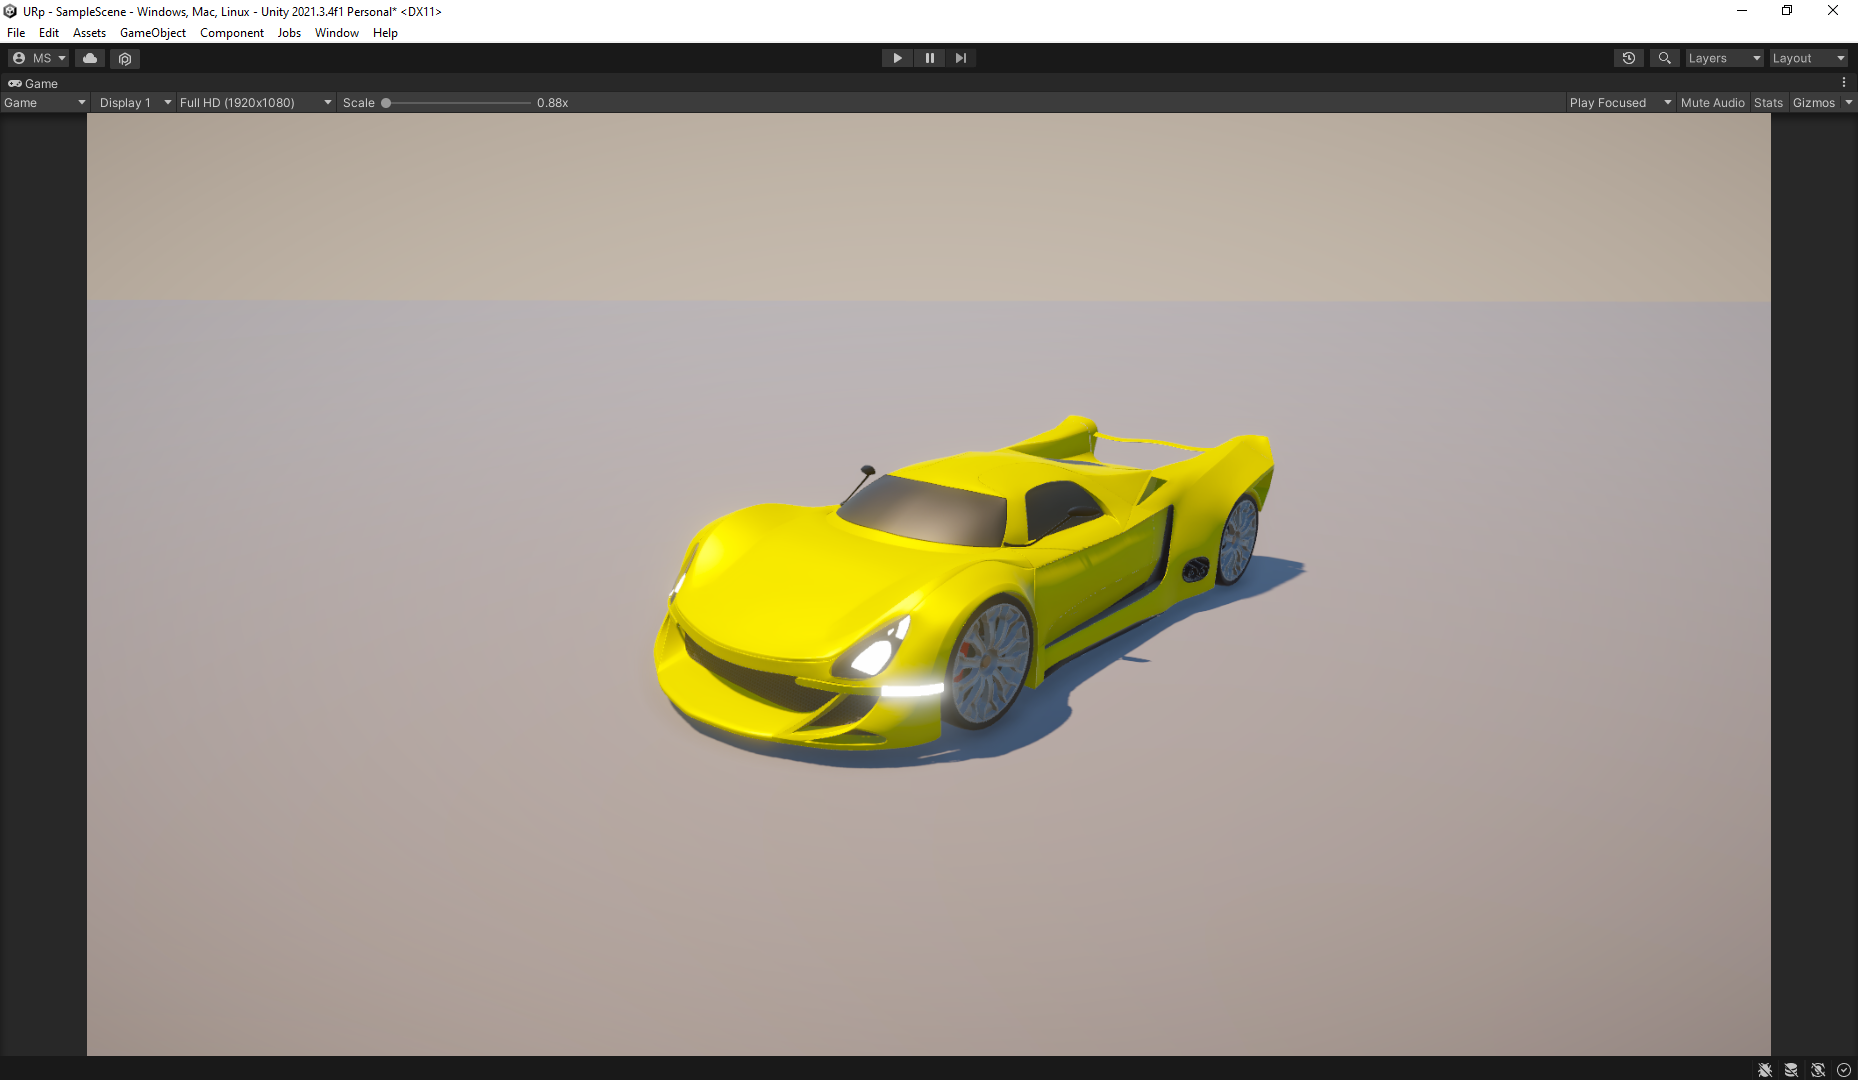 URp - SampleScene - Windows, Mac, Linux - Unity 2021.3.4f1 Personal* <DX11>
File Edit Assets GameObject Component Jobs Window Help
MS Layers Layout
Game
Game Display 1 Full HD (1920x1080) Scale 0.88x Play Focused Mute Audio Stats Gizmos